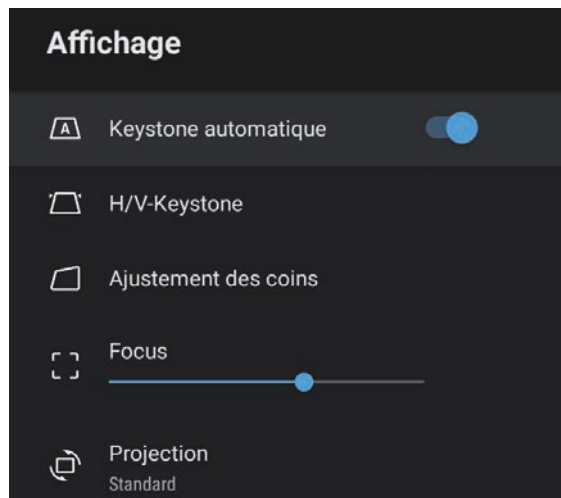 Affichage
A
Keystone automatique
H/V-Keystone
Ajustement des coins
Focus
Projection
Standard